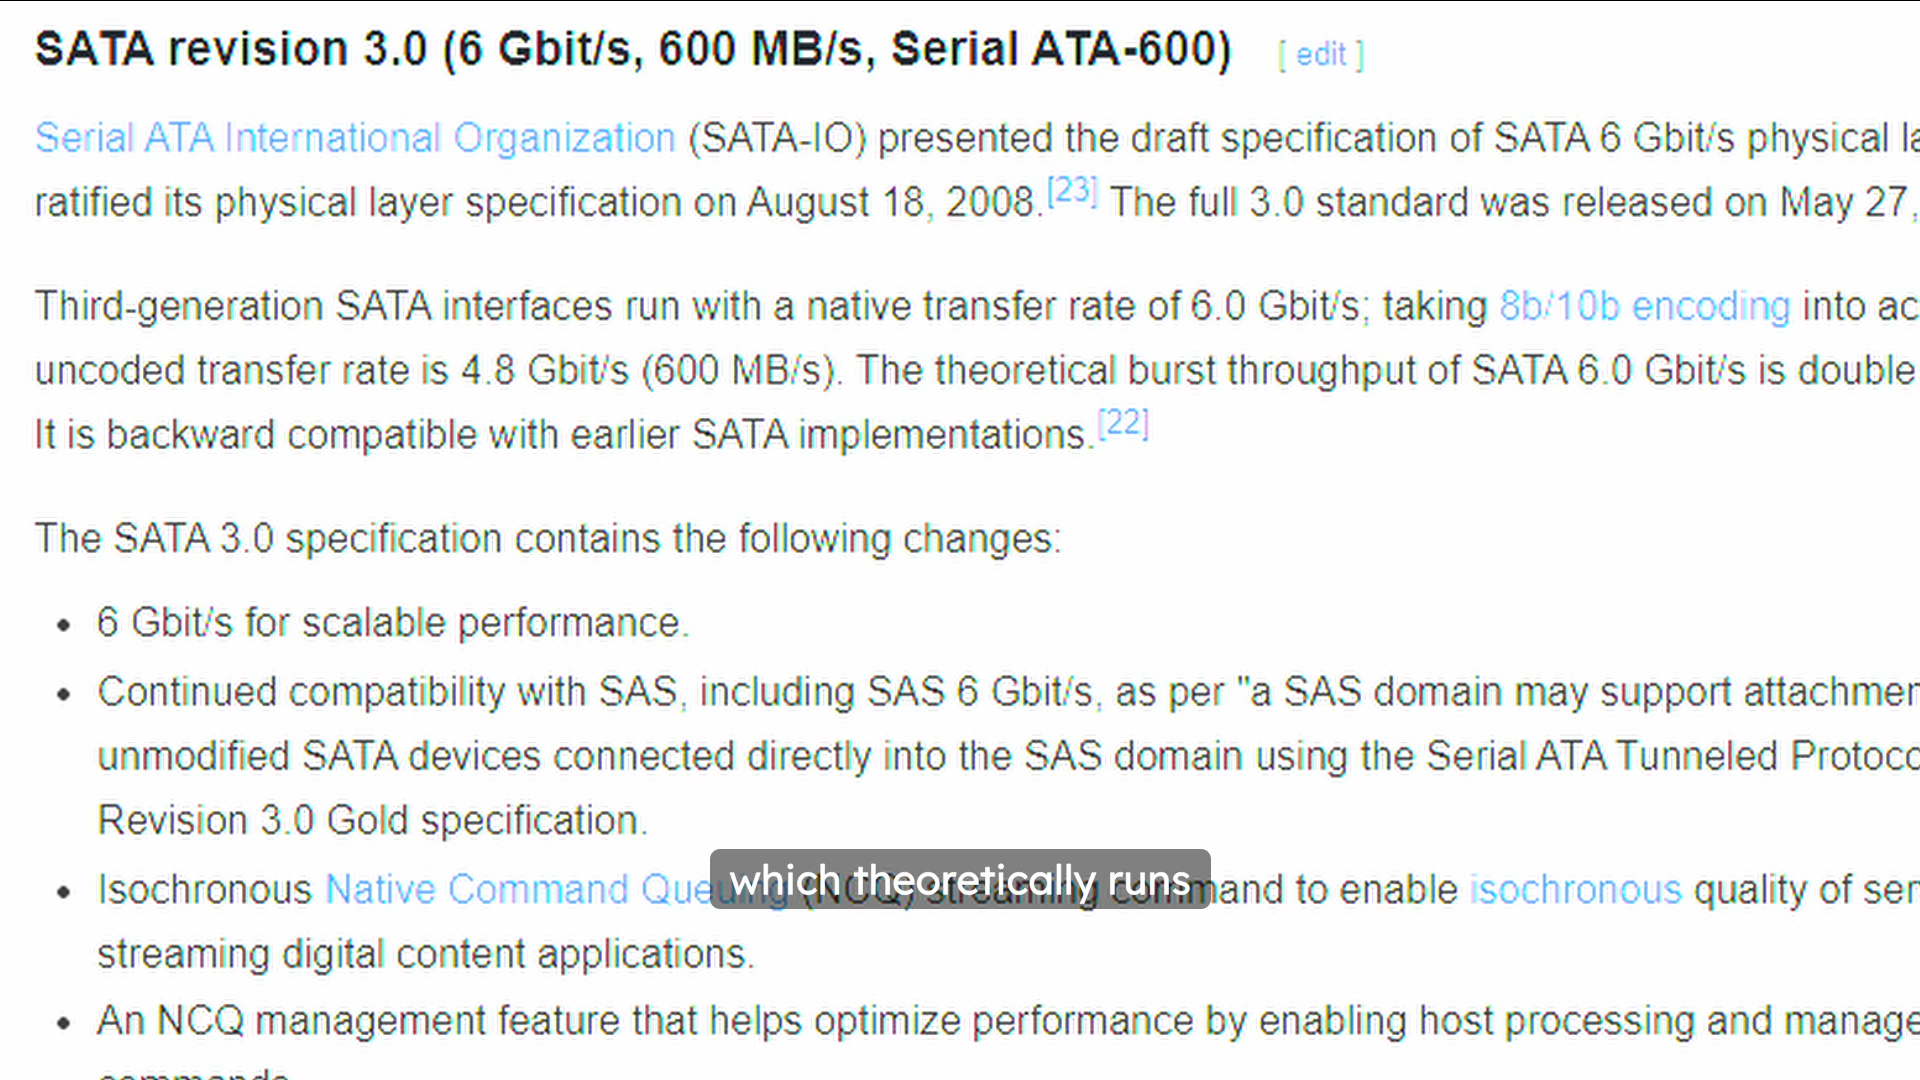 SATA revision 3.0 (6 Gbit/s, 600 MB/s, Serial ATA-600) [ edit ]
Serial ATA International Organization (SATA-IO) presented the draft specification of SATA 6 Gbit/s physical
ratified its physical layer specification on August 18, 2008.[23] The full 3.0 standard was released on May 27,
Third-generation SATA interfaces run with a native transfer rate of 6.0 Gbit/s; taking 8b/10b encoding into
uncoded transfer rate is 4.8 Gbit/s (600 MB/s). The theoretical burst throughput of SATA 6.0 Gbit/s is double
It is backward compatible with earlier SATA implementations.[22]
The SATA 3.0 specification contains the following changes:
• 6 Gbit/s for scalable performance.
• Continued compatibility with SAS, including SAS 6 Gbit/s, as per "a SAS domain may support
unmodified SATA devices connected directly into the SAS domain using the Serial ATA Tunneled
Revision 3.0 Gold specification.
• Isochronous Native Command Queuing (NCQ) streaming command to enable isochronous quality of
which theoretically runs
streaming digital content applications.
• An NCQ management feature that helps optimize performance by enabling host processing and